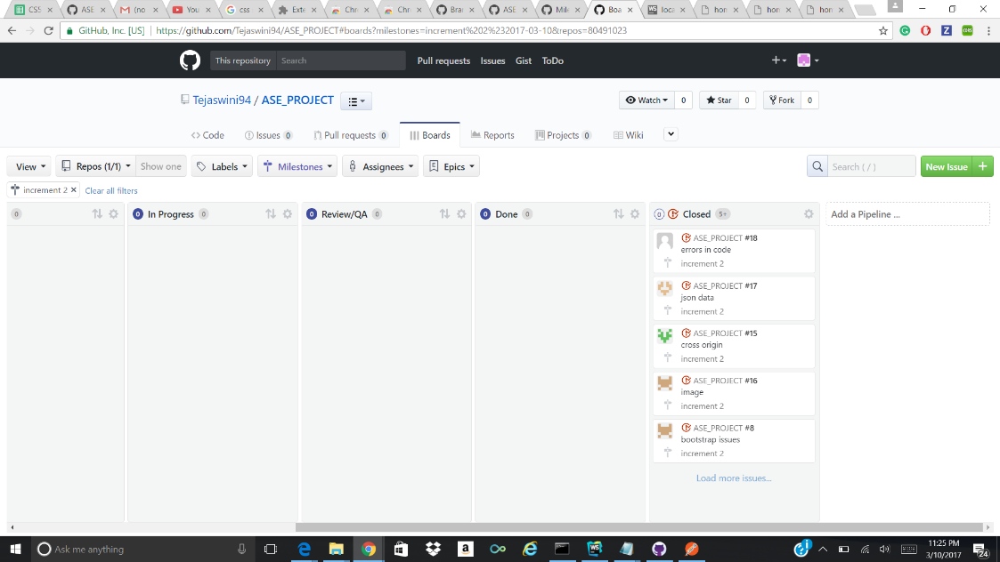 CSS
ASE
(no
You
css
Exte
Chr
Chr
Bra
ASE
Mile
Boa
loca
hor
hor
hor
GitHub, Inc. [US] https://github.com/Tejaswini94/ASE_PROJECT#boards?milestones=increment%202%232017-03-10&repos=80491023
This repository Search Pull requests Issues Gist ToDo
Tejaswini94 / ASE_PROJECT Watch 0 Star 0 Fork 0
Code Issues 0 Pull requests 0 Boards Reports Projects 0 Wiki
View Repos (1/1) Show one Labels Milestones Assignees Epics Search ( / ) New Issue +
increment 2 × Clear all filters
0 0 In Progress 0 0 Review/QA 0 0 Done 0 0 Closed 5+ Add a Pipeline ...
ASE_PROJECT #18
errors in code
increment 2
ASE_PROJECT #17
json data
increment 2
ASE_PROJECT #15
cross origin
increment 2
ASE_PROJECT #16
image
increment 2
ASE_PROJECT #8
bootstrap issues
increment 2
Load more issues...
Ask me anything
11:25 PM
3/10/2017
24